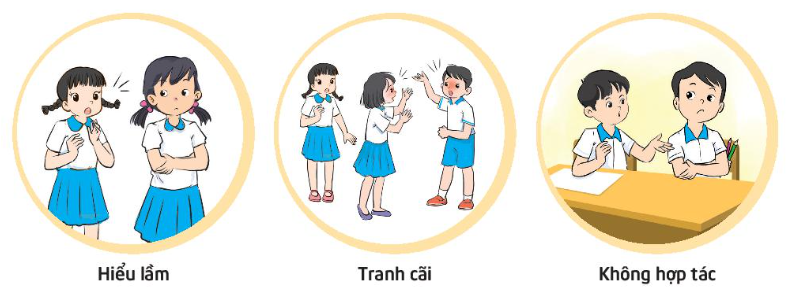 Hiểu lầm
Tranh cãi
Không hợp tác